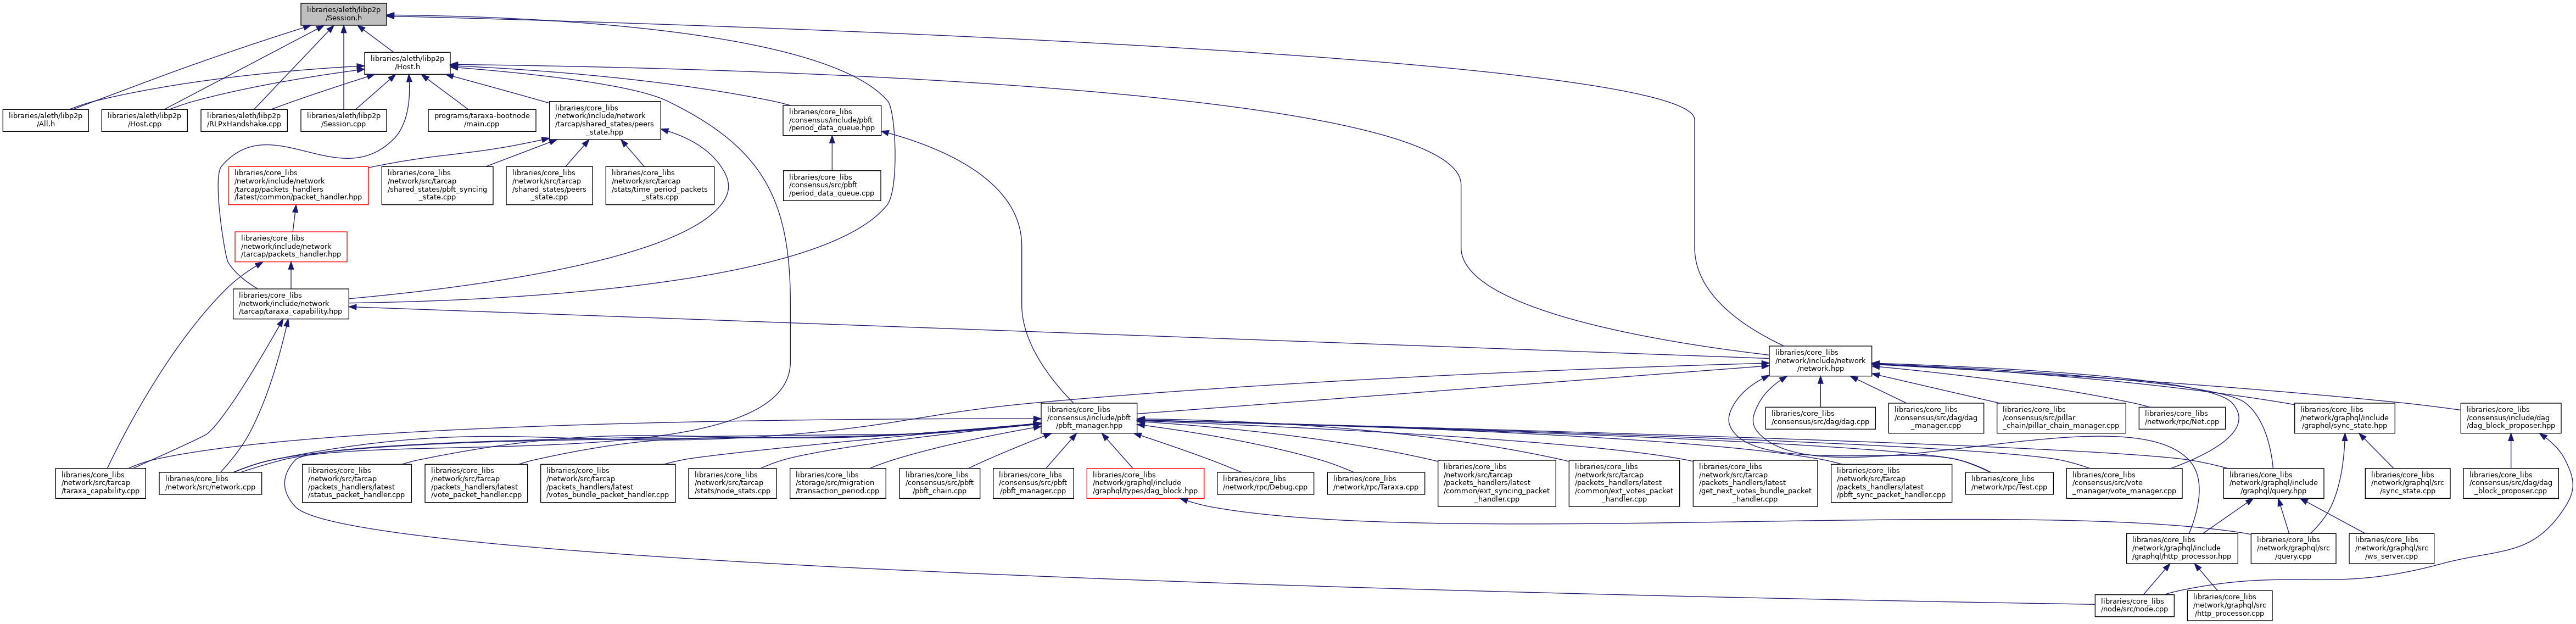 libraries/aleth/libp2p
/Session.h
libraries/aleth/libp2p
/Host.h
libraries/aleth/libp2p
/All.h
libraries/aleth/libp2p
/Host.cpp
libraries/aleth/libp2p
/RLPxHandshake.cpp
libraries/aleth/libp2p
/Session.cpp
programs/taraxa-bootnode
/main.cpp
libraries/core_libs
/network/include/network
/tarcap/shared_states/peers
_state.hpp
libraries/core_libs
/consensus/include/pbft
/period_data_queue.hpp
libraries/core_libs
/network/include/network
/tarcap/packets_handlers
/latest/common/packet_handler.hpp
libraries/core_libs
/network/src/tarcap
/shared_states/pbft_syncing
_state.cpp
libraries/core_libs
/network/src/tarcap
/shared_states/peers
_state.cpp
libraries/core_libs
/network/src/tarcap
/stats/time_period_packets
_stats.cpp
libraries/core_libs
/consensus/src/pbft
/period_data_queue.cpp
libraries/core_libs
/network/include/network
/tarcap/packets_handler.hpp
libraries/core_libs
/network/include/network
/tarcap/taraxa_capability.hpp
libraries/core_libs
/network/include/network
/network.hpp
libraries/core_libs
/consensus/include/pbft
/pbft_manager.hpp
libraries/core_libs
/consensus/src/dag/dag.cpp
libraries/core_libs
/consensus/src/dag/dag
_manager.cpp
libraries/core_libs
/consensus/src/pillar
_chain/pillar_chain_manager.cpp
libraries/core_libs
/network/rpc/Net.cpp
libraries/core_libs
/network/graphql/include
/graphql/sync_state.hpp
libraries/core_libs
/consensus/include/dag
/dag_block_proposer.hpp
libraries/core_libs
/network/src/tarcap
/taraxa_capability.cpp
libraries/core_libs
/network/src/network.cpp
libraries/core_libs
/network/src/tarcap
/packets_handlers/latest
/status_packet_handler.cpp
libraries/core_libs
/network/src/tarcap
/packets_handlers/latest
/vote_packet_handler.cpp
libraries/core_libs
/network/src/tarcap
/packets_handlers/latest
/votes_bundle_packet_handler.cpp
libraries/core_libs
/network/src/tarcap
/stats/node_stats.cpp
libraries/core_libs
/storage/src/migration
/transaction_period.cpp
libraries/core_libs
/consensus/src/pbft
/pbft_chain.cpp
libraries/core_libs
/consensus/src/pbft
/pbft_manager.cpp
libraries/core_libs
/network/graphql/include
/graphql/types/dag_block.hpp
libraries/core_libs
/network/rpc/Debug.cpp
libraries/core_libs
/network/rpc/Taraxa.cpp
libraries/core_libs
/network/src/tarcap
/packets_handlers/latest
/common/ext_syncing_packet
_handler.cpp
libraries/core_libs
/network/src/tarcap
/packets_handlers/latest
/common/ext_votes_packet
_handler.cpp
libraries/core_libs
/network/src/tarcap
/packets_handlers/latest
/get_next_votes_bundle_packet
_handler.cpp
libraries/core_libs
/network/src/tarcap
/packets_handlers/latest
/pbft_sync_packet_handler.cpp
libraries/core_libs
/network/rpc/Test.cpp
libraries/core_libs
/consensus/src/vote
_manager/vote_manager.cpp
libraries/core_libs
/network/graphql/include
/graphql/query.hpp
libraries/core_libs
/network/graphql/src
/sync_state.cpp
libraries/core_libs
/consensus/src/dag/dag
_block_proposer.cpp
libraries/core_libs
/network/graphql/include
/graphql/http_processor.hpp
libraries/core_libs
/network/graphql/src
/query.cpp
libraries/core_libs
/network/graphql/src
/ws_server.cpp
libraries/core_libs
/node/src/node.cpp
libraries/core_libs
/network/graphql/src
/http_processor.cpp